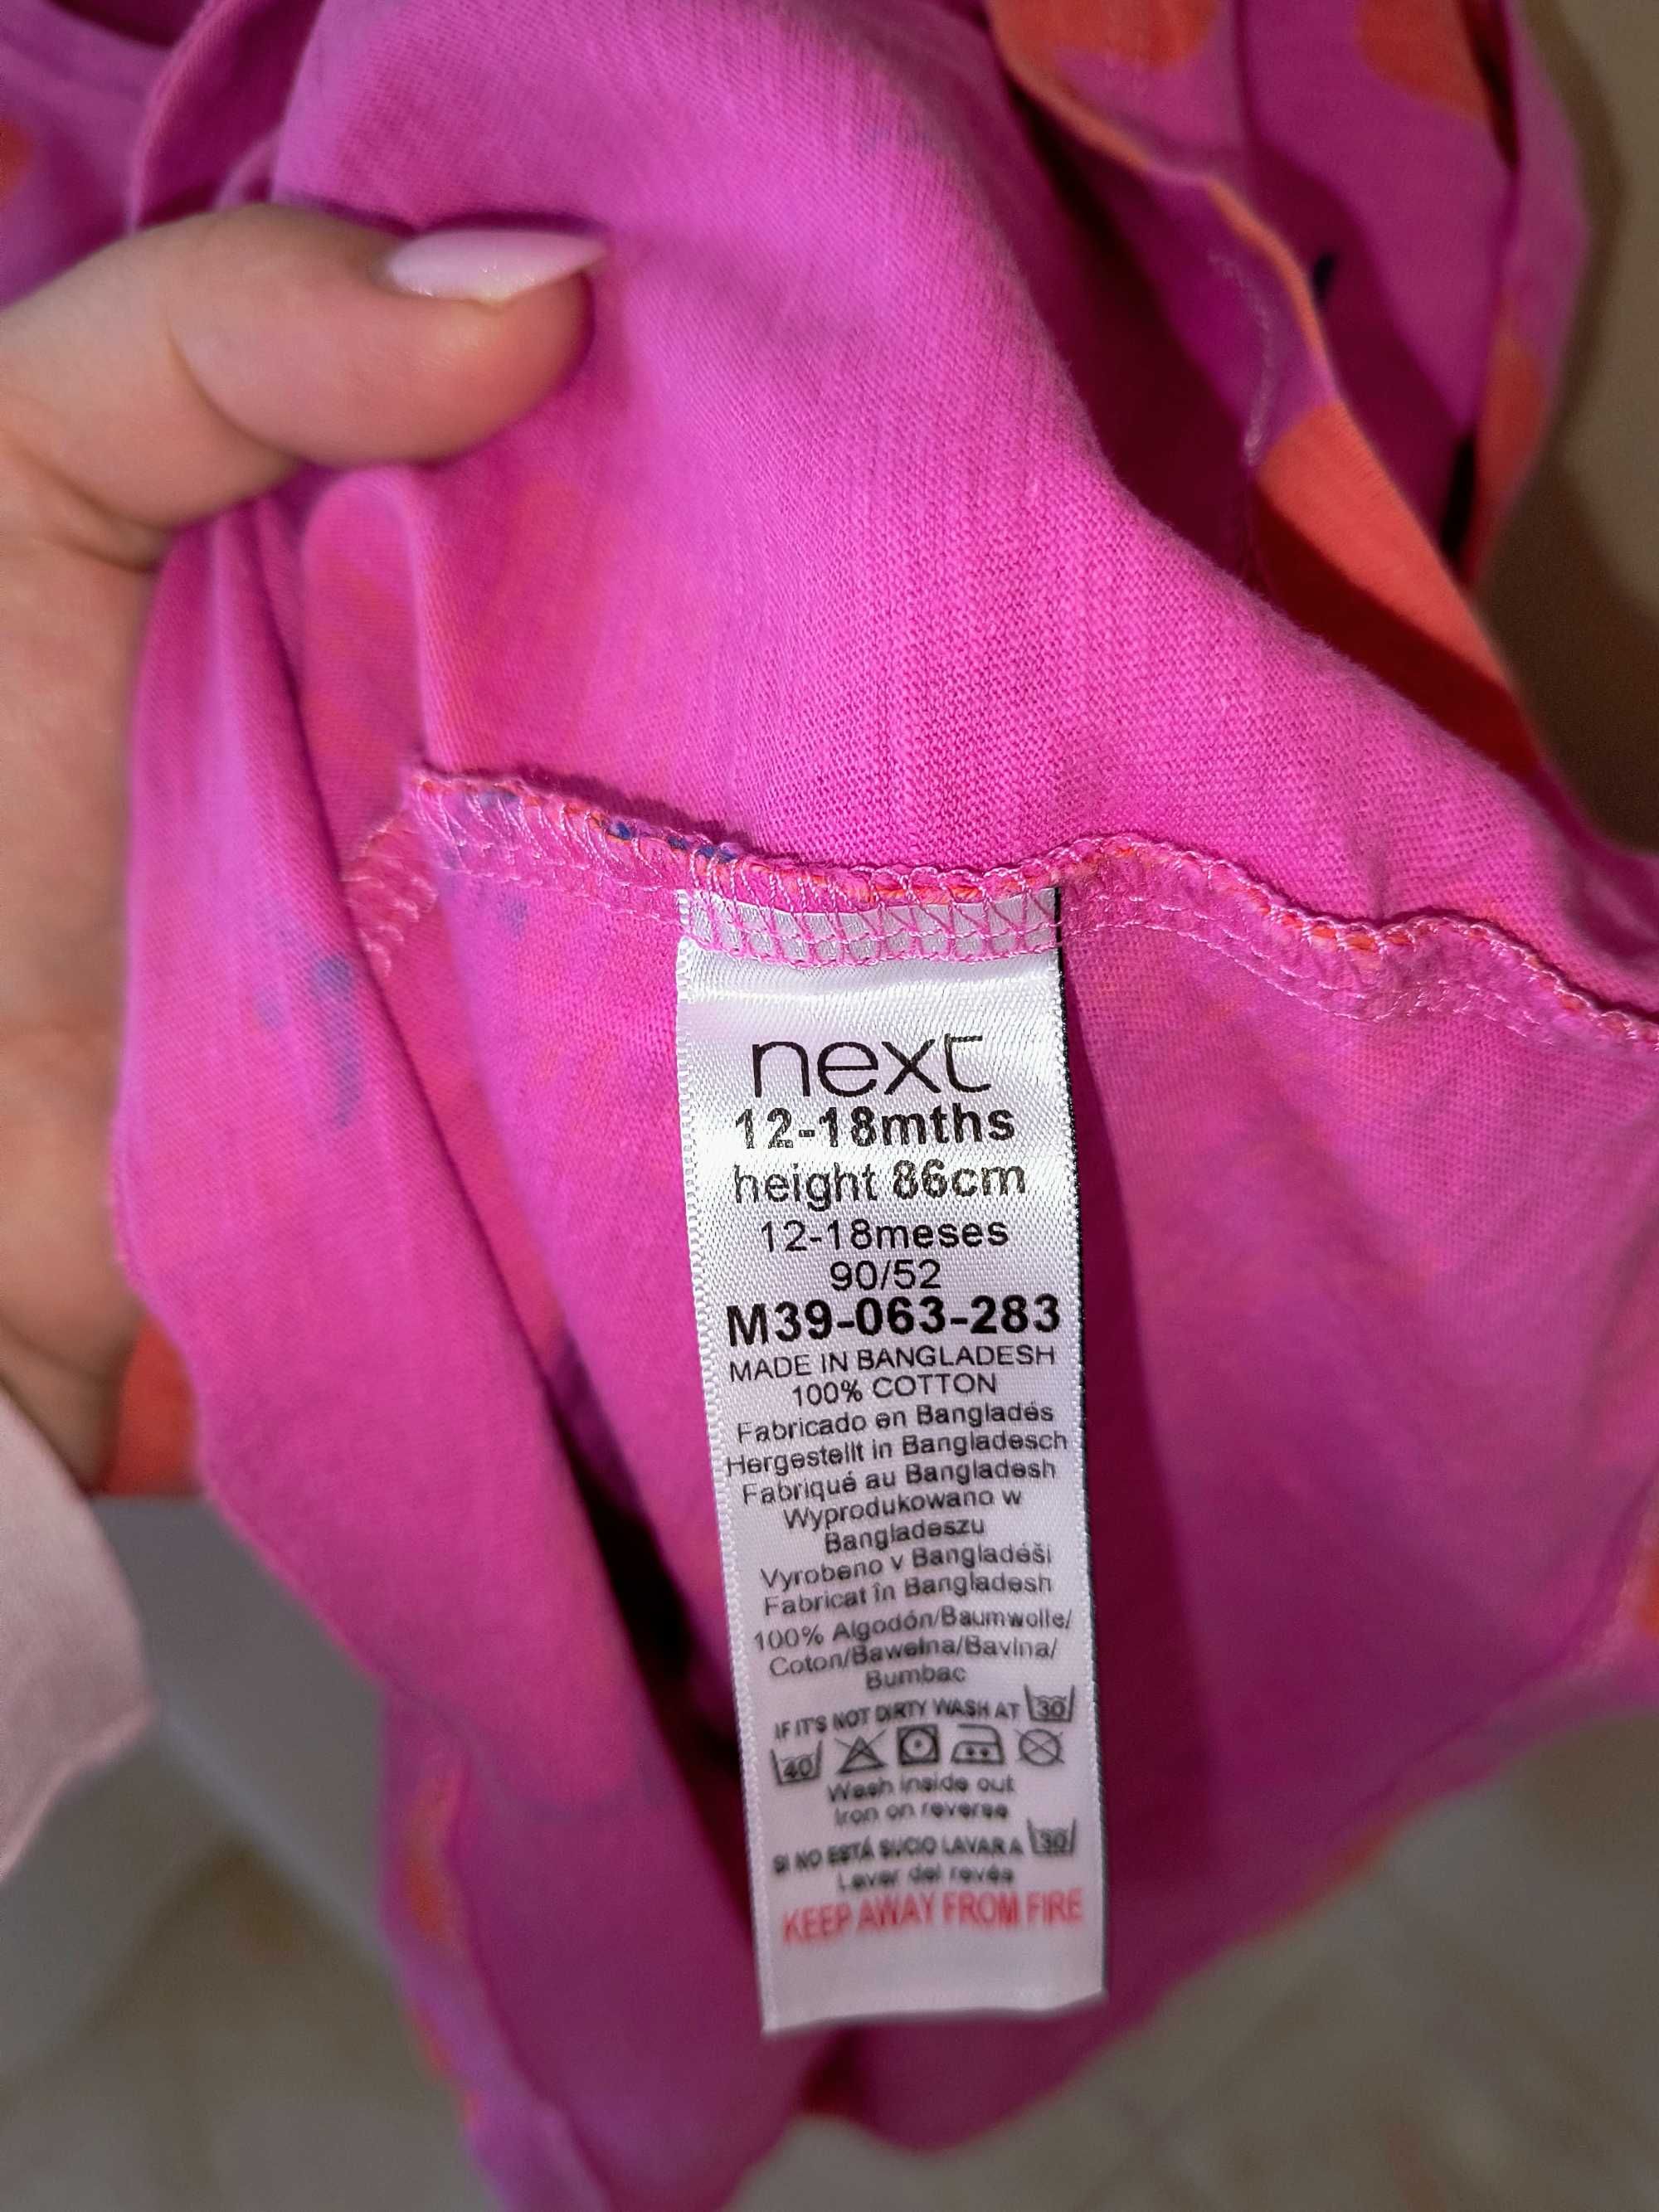 next
12-18mths
height 86cm
12-18meses
90/52
M39-063-283
MADE IN BANGLADESH
100% COTTON
Fabricado en Bangladés
Hergestellt in Bangladesch
Fabriqué au Bangladesh
Wyprodukowano w
Bangladeszu
Vyrobeno v Bangladéši
Fabricat în Bangladesh
100% Algodón/Baumwolle/
Coton/Bawełna/Bavlna/
Bumbac
IF IT'S NOT DIRTY WASH AT 30
40
Wash inside out
Iron on reverse
SI NO ESTÁ SUCIO LAVAR A 30
Lavar del revés
KEEP AWAY FROM FIRE